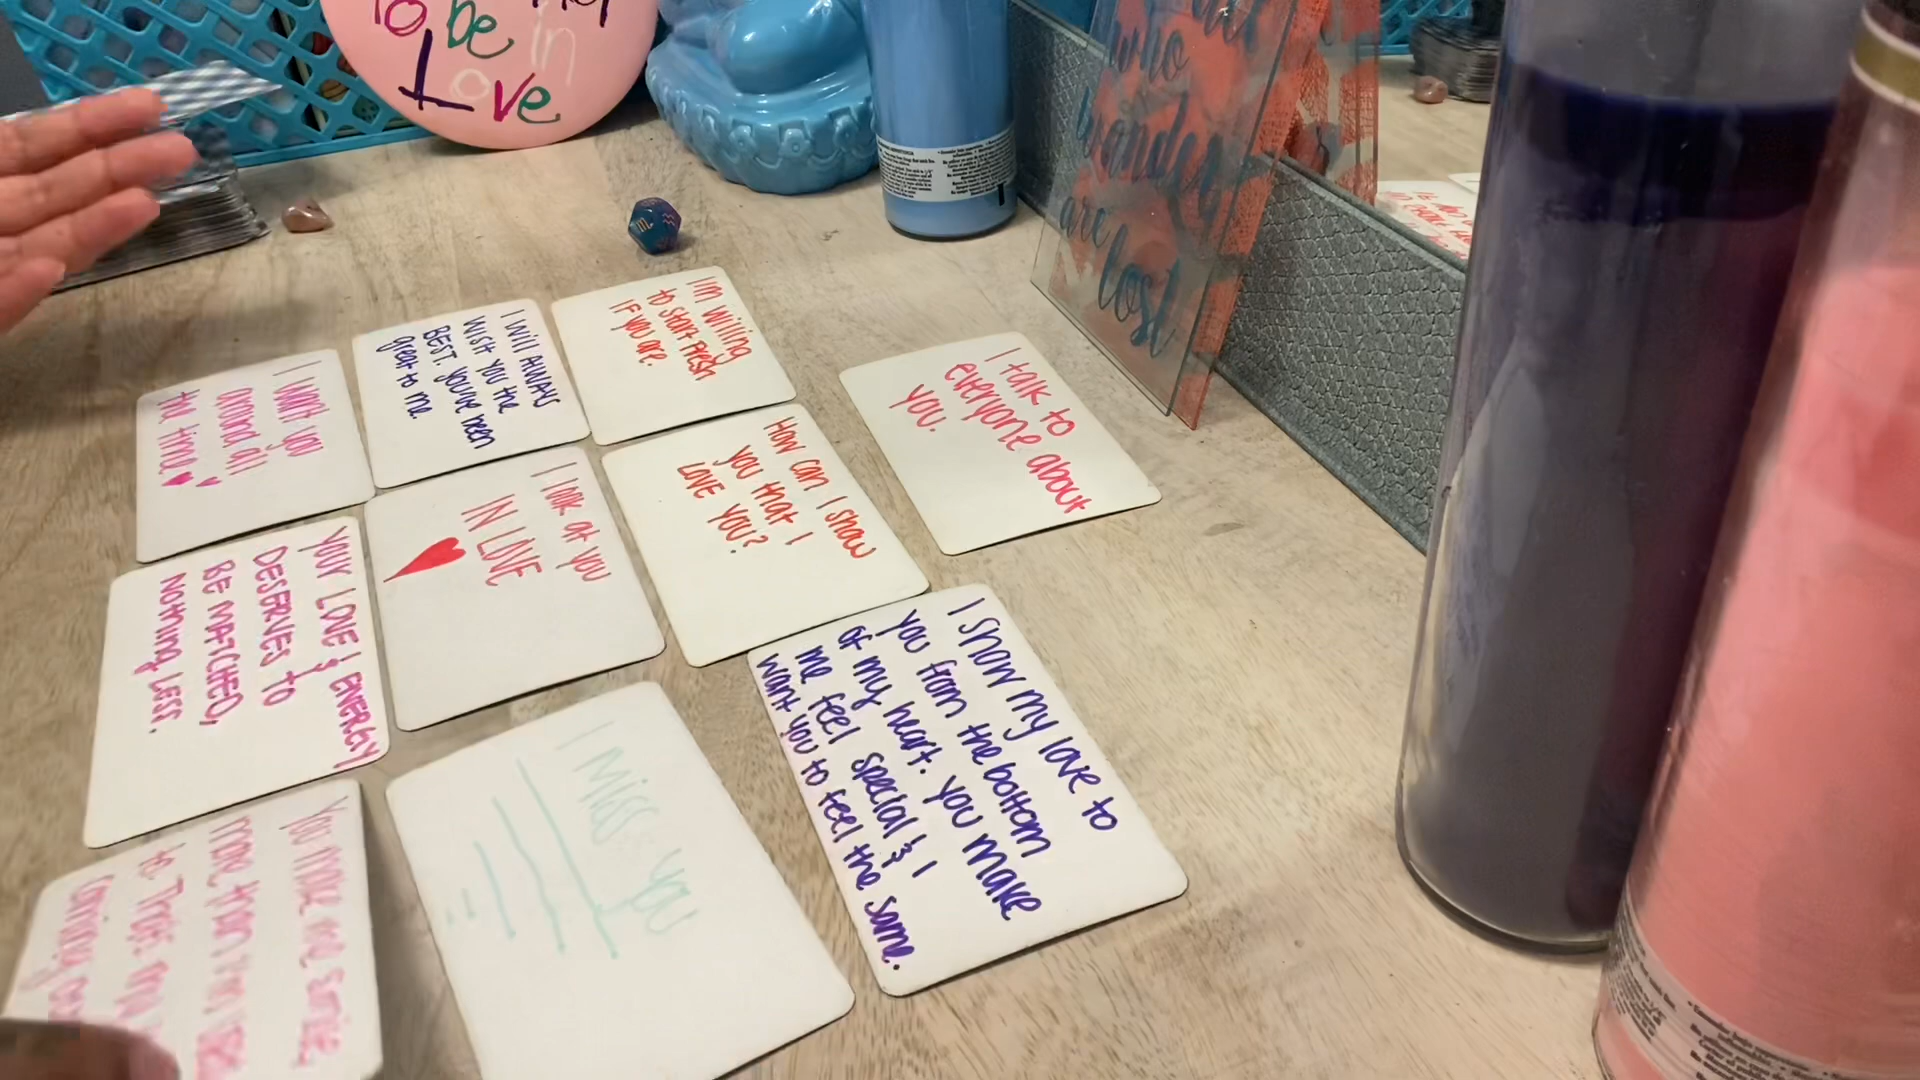 To be in
Love
who
wander
are
lost
I'm willing
to start fresh
IF you are.
I will ALWAYS
WISH you the
BEST. you've been
great to me.
I want you
around all
the time
I talk to
everyone about
you.
How can I show
you that I
LOVE YOU?
I look at you
IN LOVE
YOUR LOVE & ENERGY
DESERVES TO
BE MATCHED,
NOTHING LESS.
I show my love to
you from the bottom
of my heart. you make
me feel special & I
want you to feel the same.
I Miss you
You make me smile
more than
to